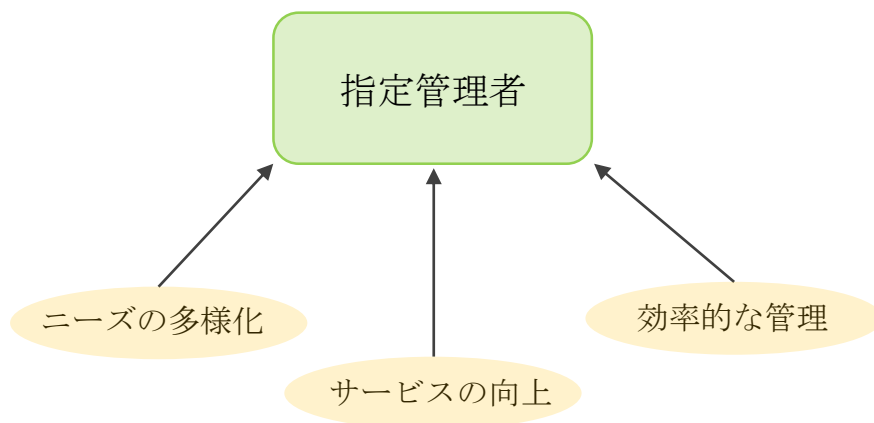 指定管理者
ニーズの多様化
効率的な管理
サービスの向上